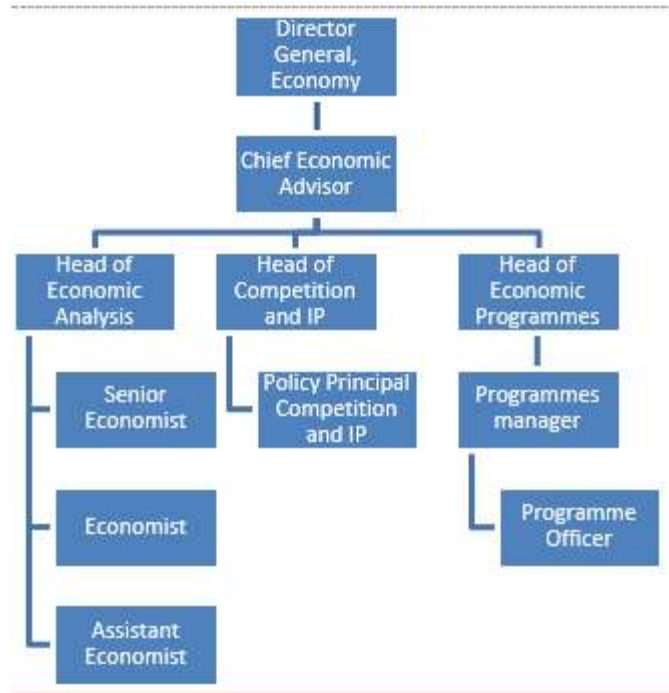 Director
General,
Economy
Chief Economic
Advisor
Head of
Economic
Analysis
Head of
Competition
and IP
Head of
Economic
Programmes
Senior
Economist
Policy Principal
Competition
and IP
Programmes
manager
Economist
Programme
Officer
Assistant
Economist